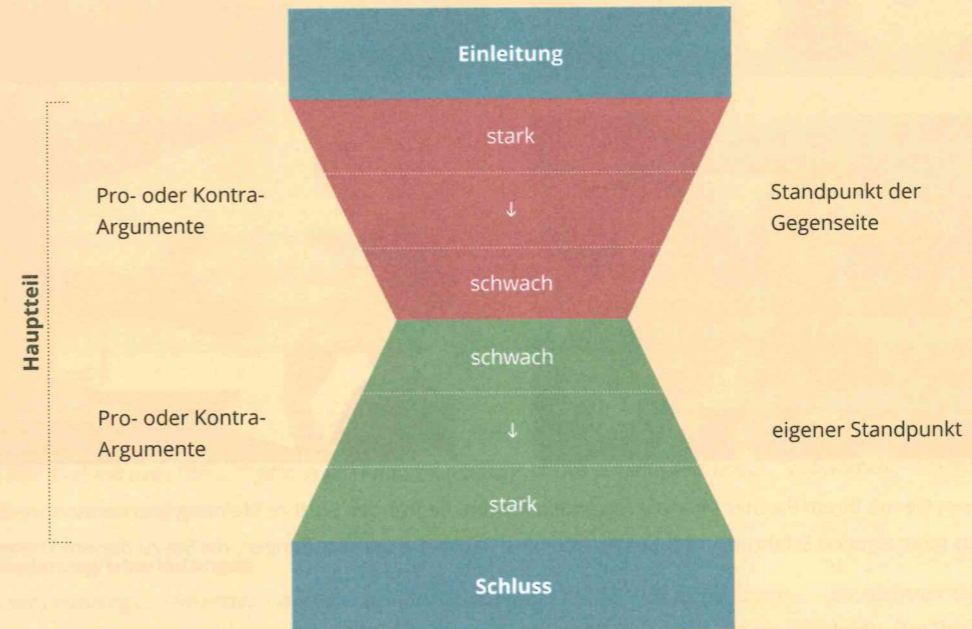 Einleitung
stark
Pro- oder Kontra-
Argumente
↓
Standpunkt der
Gegenseite
schwach
Hauptteil
schwach
Pro- oder Kontra-
Argumente
↓
eigener Standpunkt
stark
Schluss